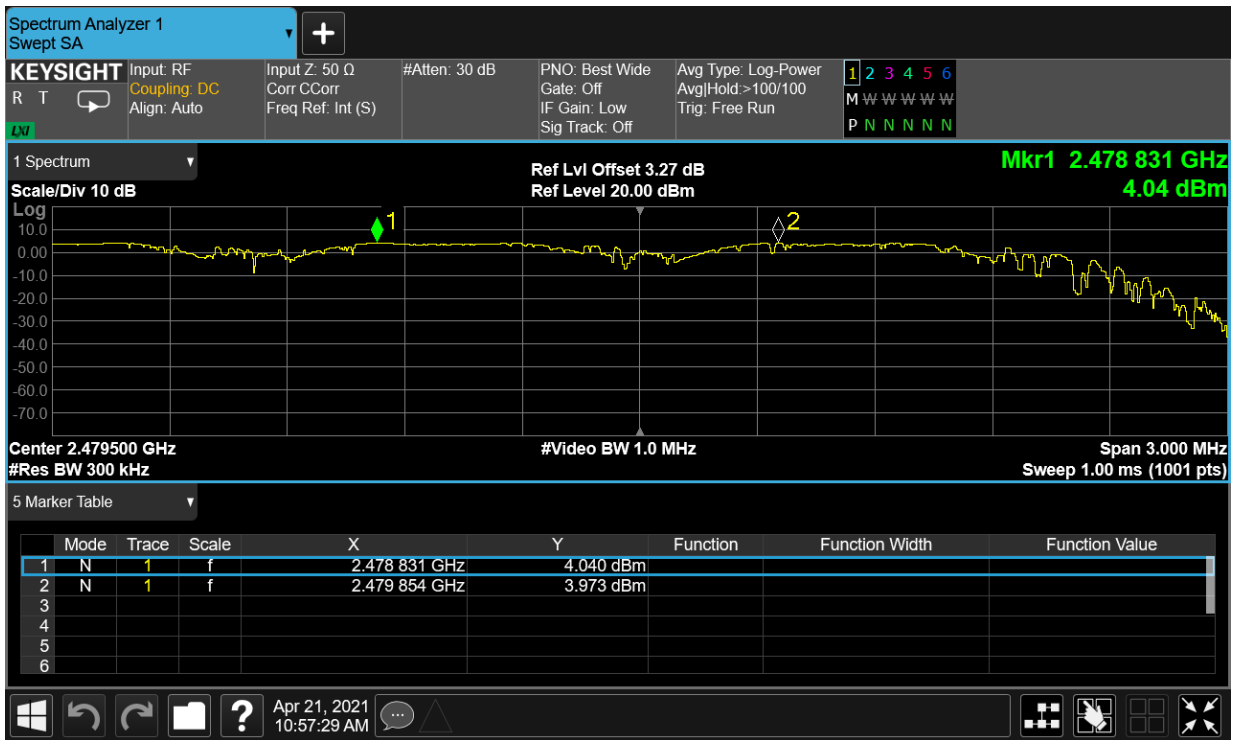 Spectrum Analyzer 1
Swept SA
KEYSIGHT
R T
LXI
Input: RF
Coupling: DC
Align: Auto
Input Z: 50 Ω
Corr CCorr
Freq Ref: Int (S)
#Atten: 30 dB
PNO: Best Wide
Gate: Off
IF Gain: Low
Sig Track: Off
Avg Type: Log-Power
Avg|Hold:>100/100
Trig: Free Run
1 2 3 4 5 6
M W W W W W
P N N N N N
1 Spectrum
Scale/Div 10 dB
Ref Lvl Offset 3.27 dB
Ref Level 20.00 dBm
Mkr1 2.478 831 GHz
4.04 dBm
Log
10.0
0.00
-10.0
-20.0
-30.0
-40.0
-50.0
-60.0
-70.0
1
2
Center 2.479500 GHz
#Res BW 300 kHz
#Video BW 1.0 MHz
Span 3.000 MHz
Sweep 1.00 ms (1001 pts)
5 Marker Table
Mode Trace Scale X Y Function Function Width Function Value
1 N 1 f 2.478 831 GHz 4.040 dBm
2 N 1 f 2.479 854 GHz 3.973 dBm
3
4
5
6
?
Apr 21, 2021
10:57:29 AM